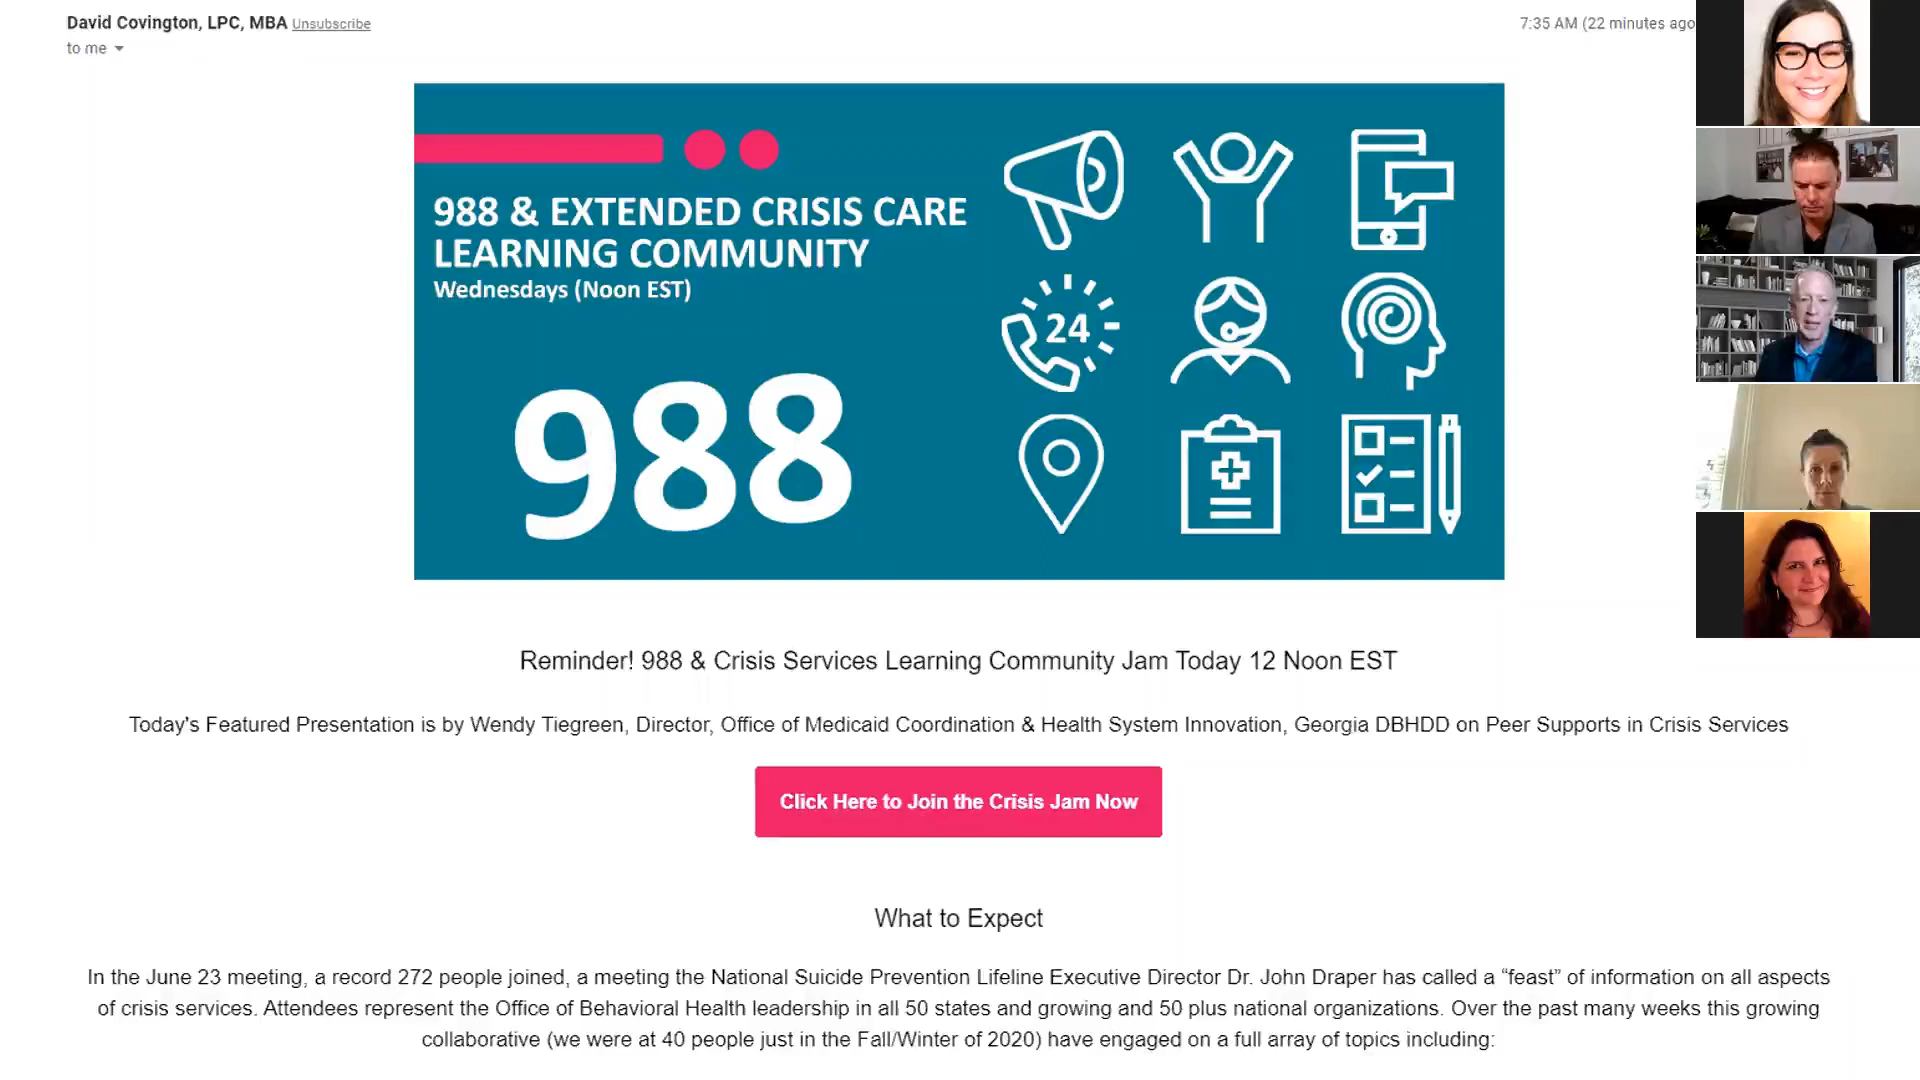 David Covington, LPC, MBA Unsubscribe
7:35 AM (22 minutes ago
to me
988 & EXTENDED CRISIS CARE
LEARNING COMMUNITY
Wednesdays (Noon EST)
24
988
Reminder! 988 & Crisis Services Learning Community Jam Today 12 Noon EST
Today's Featured Presentation is by Wendy Tiegreen, Director, Office of Medicaid Coordination & Health System Innovation, Georgia DBHDD on Peer Supports in Crisis Services
Click Here to Join the Crisis Jam Now
What to Expect
In the June 23 meeting, a record 272 people joined, a meeting the National Suicide Prevention Lifeline Executive Director Dr. John Draper has called a “feast” of information on all aspects
of crisis services. Attendees represent the Office of Behavioral Health leadership in all 50 states and growing and 50 plus national organizations. Over the past many weeks this growing
collaborative (we were at 40 people just in the Fall/Winter of 2020) have engaged on a full array of topics including: